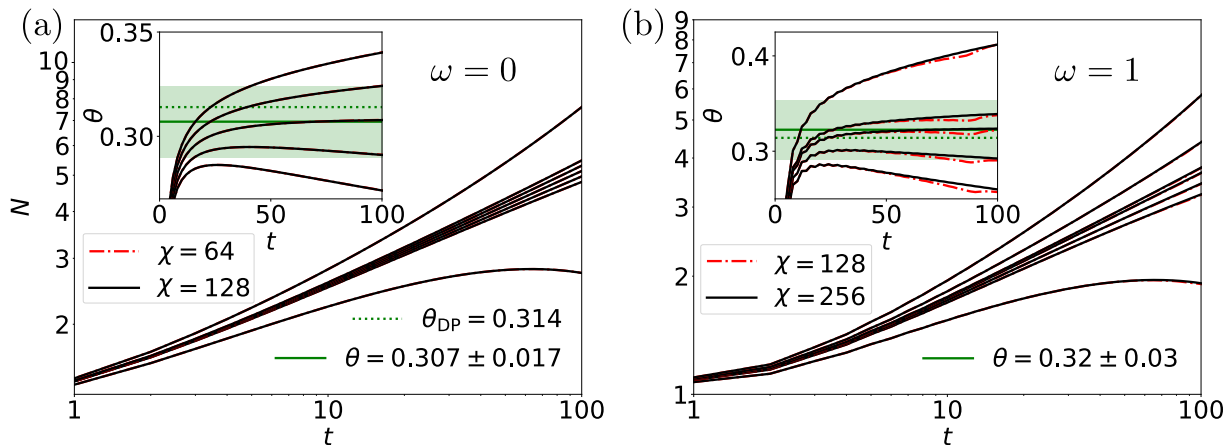 (a)
ω = 0
N
10
9
8
7
6
5
4
3
2
1
10
100
t
θ
0.35
0.30
0
50
100
t
χ = 64
χ = 128
θ_DP = 0.314
θ = 0.307 ± 0.017
(b)
ω = 1
9
8
7
6
5
4
3
2
1
1
10
100
t
θ
0.4
0.3
0
50
100
t
χ = 128
χ = 256
θ = 0.32 ± 0.03